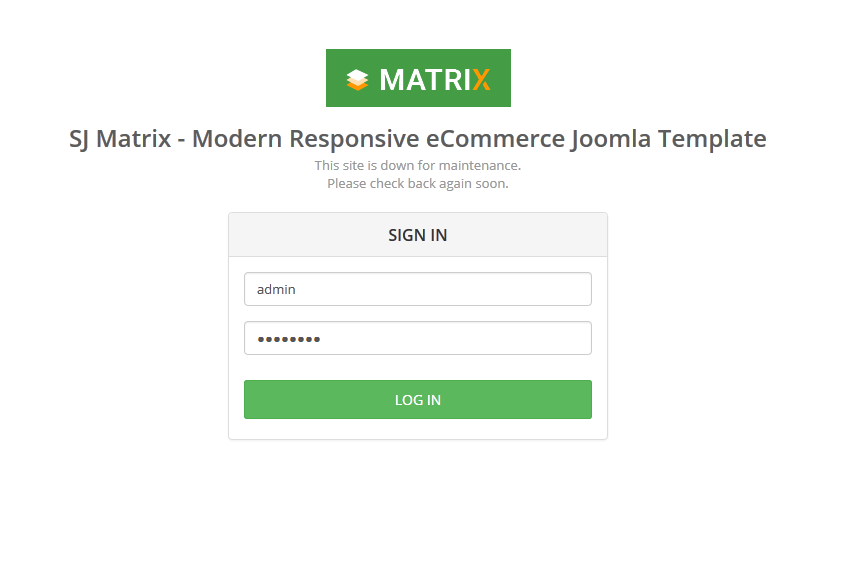 MATRIX
SJ Matrix - Modern Responsive eCommerce Joomla Template
This site is down for maintenance.
Please check back again soon.
SIGN IN
admin
••••••••
LOG IN